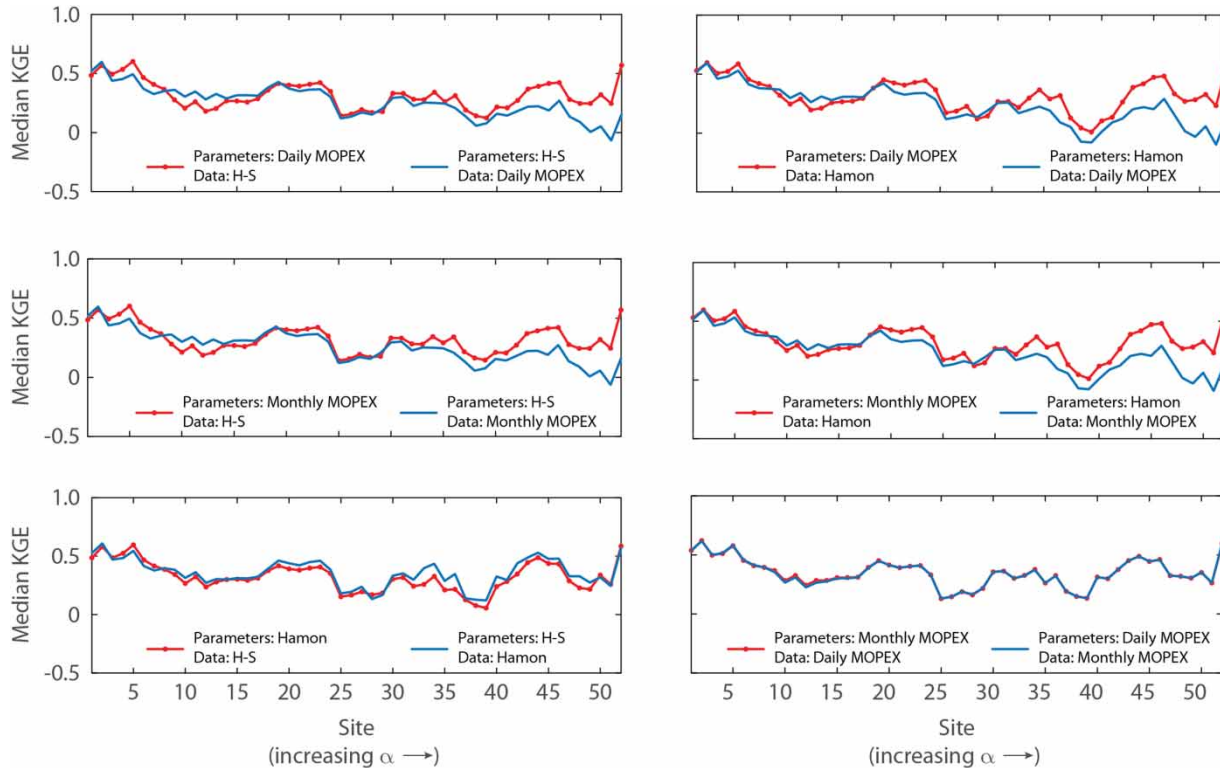 1.0
0.5
0
-0.5
Median KGE
Parameters: Daily MOPEX
Data: H-S
Parameters: H-S
Data: Daily MOPEX
Parameters: Daily MOPEX
Data: Hamon
Parameters: Hamon
Data: Daily MOPEX
1.0
0.5
0
-0.5
Median KGE
Parameters: Monthly MOPEX
Data: H-S
Parameters: H-S
Data: Monthly MOPEX
Parameters: Monthly MOPEX
Data: Hamon
Parameters: Hamon
Data: Monthly MOPEX
1.0
0.5
0
-0.5
Median KGE
Parameters: Hamon
Data: H-S
Parameters: H-S
Data: Hamon
Parameters: Monthly MOPEX
Data: Daily MOPEX
Parameters: Daily MOPEX
Data: Monthly MOPEX
5 10 15 20 25 30 35 40 45 50
Site
(increasing α →)
5 10 15 20 25 30 35 40 45 50
Site
(increasing α →)